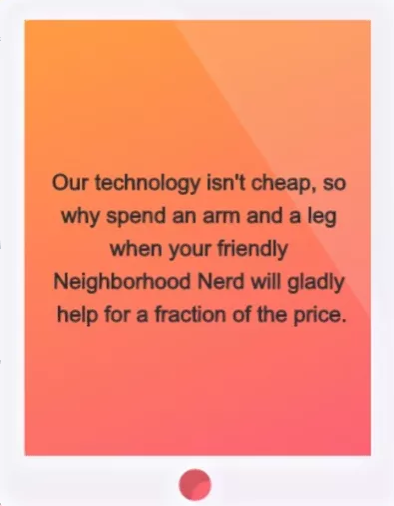 Our technology isn't cheap, so
why spend an arm and a leg
when your friendly
Neighborhood Nerd will gladly
help for a fraction of the price.